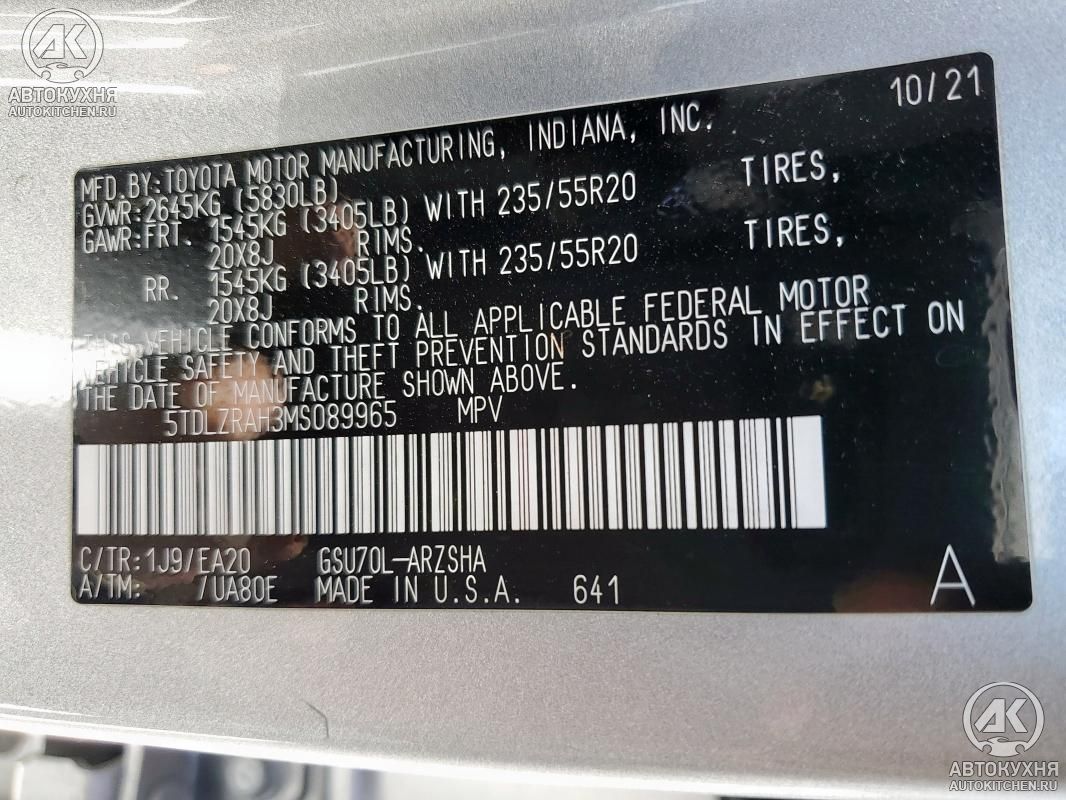 AK
АВТОКУХНЯ
AUTOKITCHEN.RU
10/21
MFD.BY:TOYOTA MOTOR MANUFACTURING, INDIANA, INC.
GVWR:2645KG (5830LB)
GAWR:FRT. 1545KG (3405LB) WITH 235/55R20 TIRES,
20X8J RIMS.
RR. 1545KG (3405LB) WITH 235/55R20 TIRES,
20X8J RIMS.
THIS VEHICLE CONFORMS TO ALL APPLICABLE FEDERAL MOTOR
VEHICLE SAFETY AND THEFT PREVENTION STANDARDS IN EFFECT ON
THE DATE OF MANUFACTURE SHOWN ABOVE.
5TDLZRAH3MS089965 MPV
C/TR:1J9/EA20 GSU70L-ARZSHA
A/TM: /UA80E MADE IN U.S.A. 641 A
AK
АВТОКУХНЯ
AUTOKITCHEN.RU